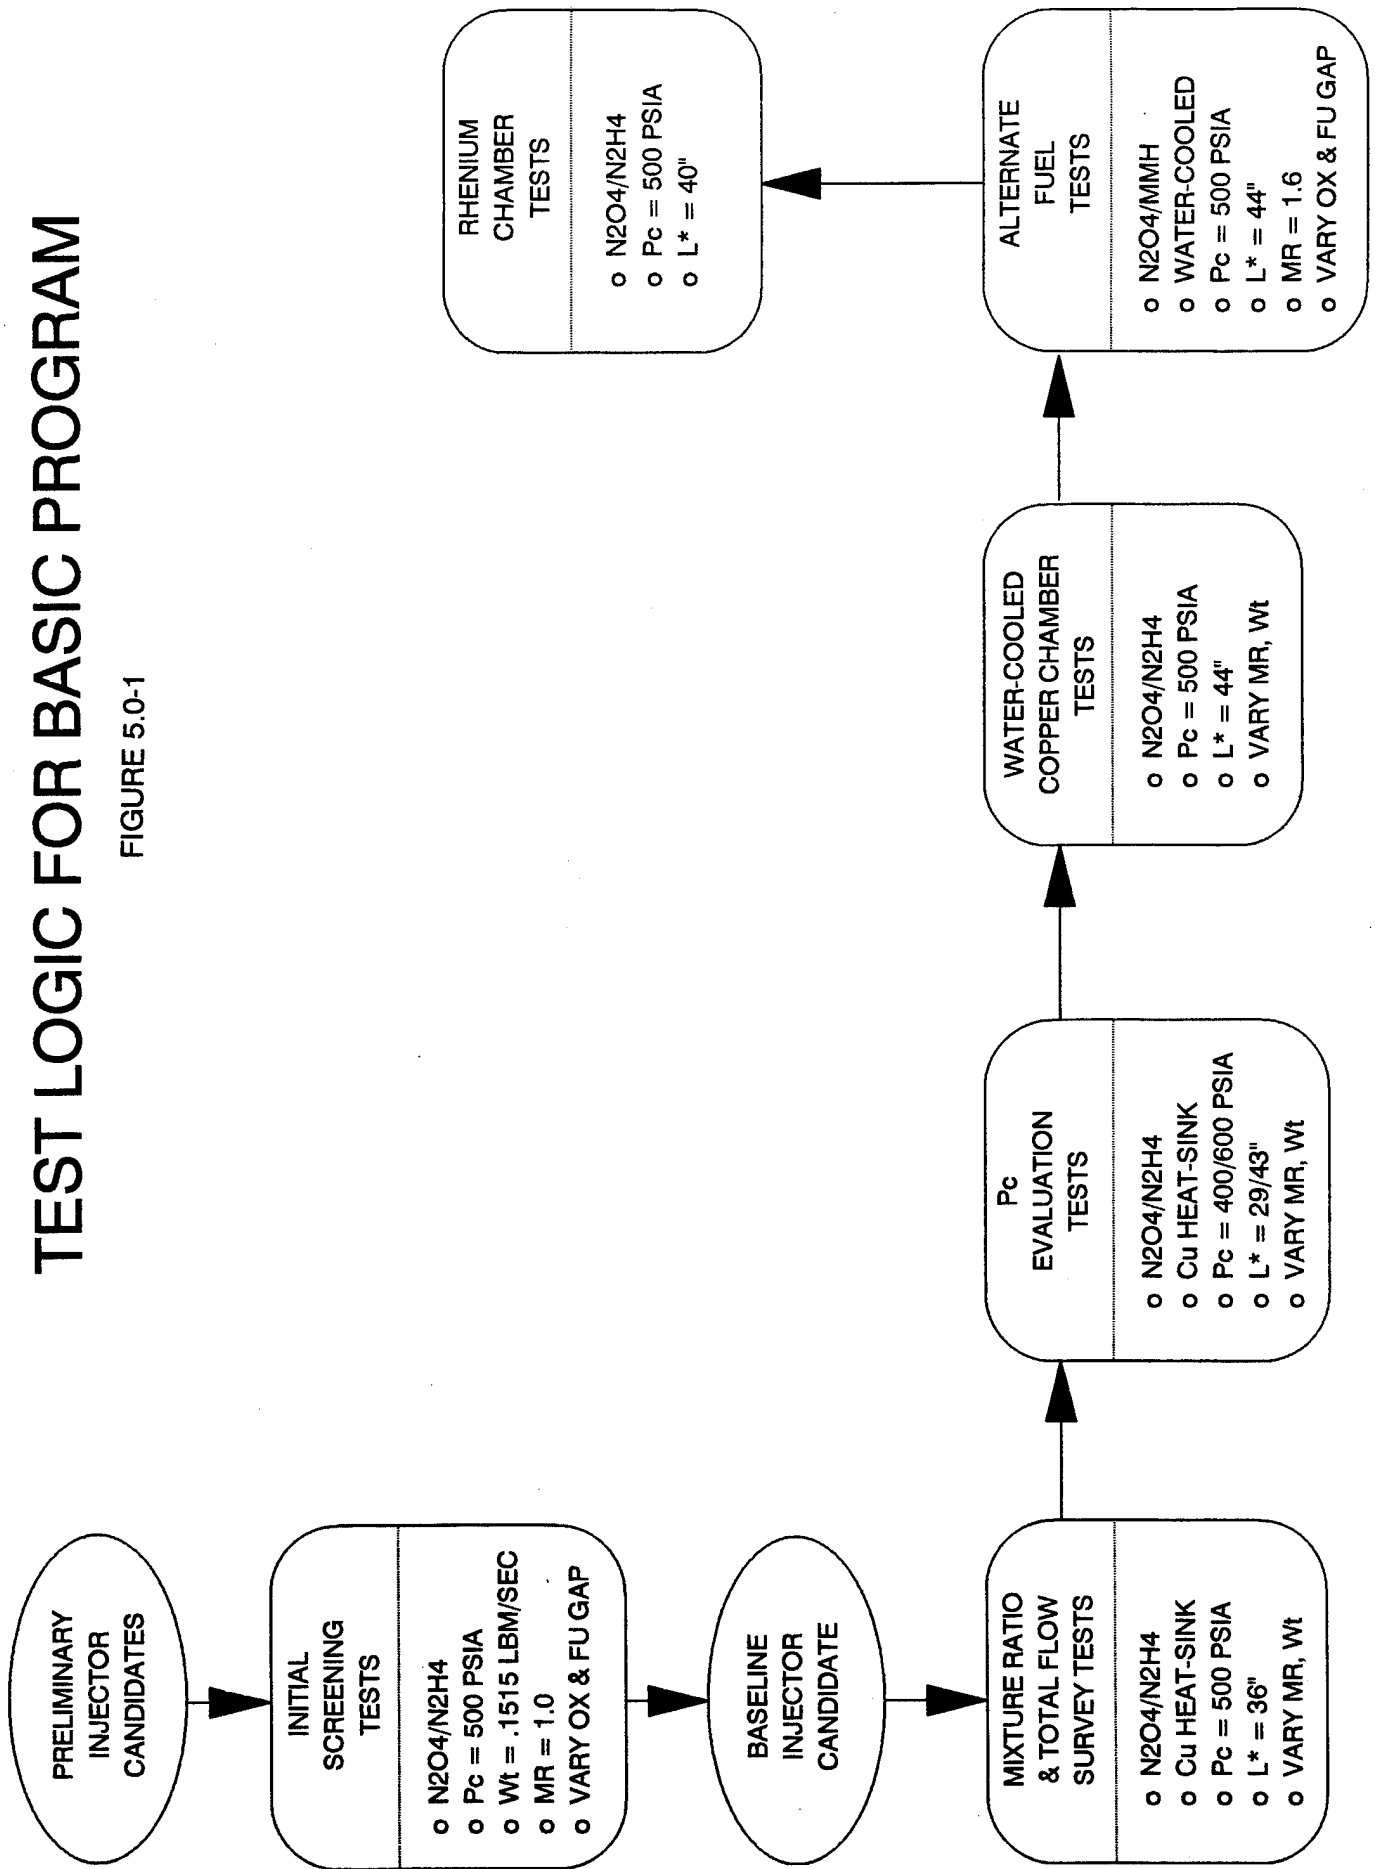 TEST LOGIC FOR BASIC PROGRAM
FIGURE 5.0-1
PRELIMINARY
INJECTOR
CANDIDATES
INITIAL
SCREENING
TESTS
o N2O4/N2H4
o Pc = 500 PSIA
o Wt = .1515 LBM/SEC
o MR = 1.0
o VARY OX & FU GAP
BASELINE
INJECTOR
CANDIDATE
MIXTURE RATIO
& TOTAL FLOW
SURVEY TESTS
o N2O4/N2H4
o Cu HEAT-SINK
o Pc = 500 PSIA
o L* = 36"
o VARY MR, Wt
Pc
EVALUATION
TESTS
o N2O4/N2H4
o Cu HEAT-SINK
o Pc = 400/600 PSIA
o L* = 29/43"
o VARY MR, Wt
WATER-COOLED
COPPER CHAMBER
TESTS
o N2O4/N2H4
o Pc = 500 PSIA
o L* = 44"
o VARY MR, Wt
ALTERNATE
FUEL
TESTS
o N2O4/MMH
o WATER-COOLED
o Pc = 500 PSIA
o L* = 44"
o MR = 1.6
o VARY OX & FU GAP
RHENIUM
CHAMBER
TESTS
o N2O4/N2H4
o Pc = 500 PSIA
o L* = 40"